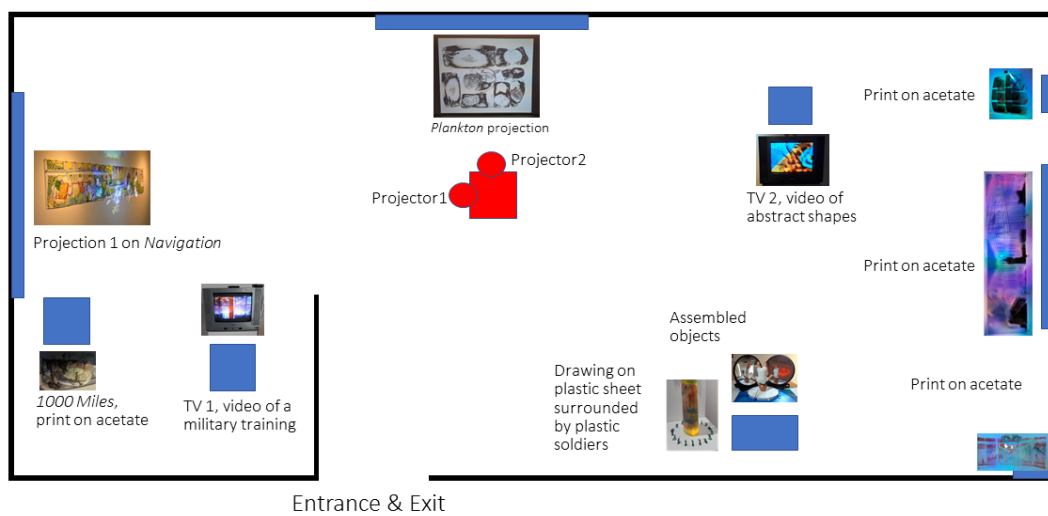 Print on acetate
Plankton projection
Projector2
Projector1
TV 2, video of
abstract shapes
Projection 1 on Navigation
Print on acetate
Assembled
objects
Drawing on
plastic sheet
surrounded
by plastic
soldiers
Print on acetate
1000 Miles,
print on acetate
TV 1, video of a
military training
Entrance & Exit